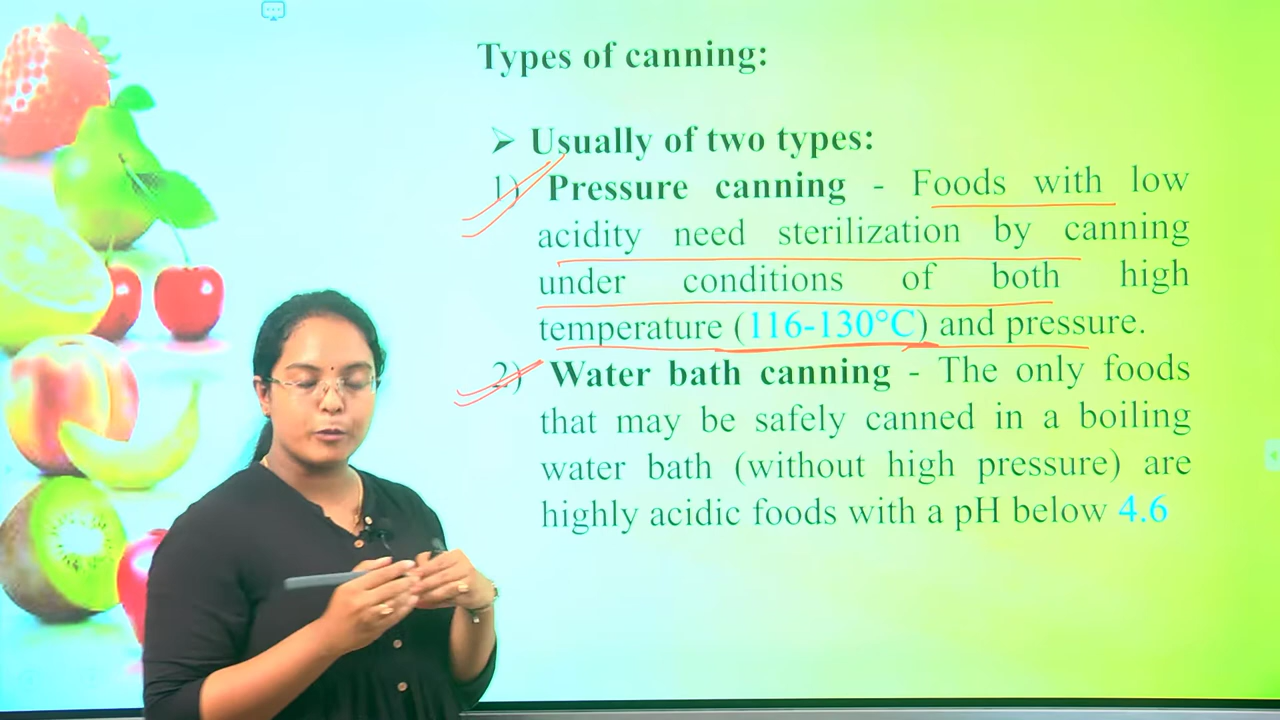 Types of canning:
➢ Usually of two types:
1) Pressure canning - Foods with low
acidity need sterilization by canning
under conditions of both high
temperature (116-130°C) and pressure.
2) Water bath canning - The only foods
that may be safely canned in a boiling
water bath (without high pressure) are
highly acidic foods with a pH below 4.6